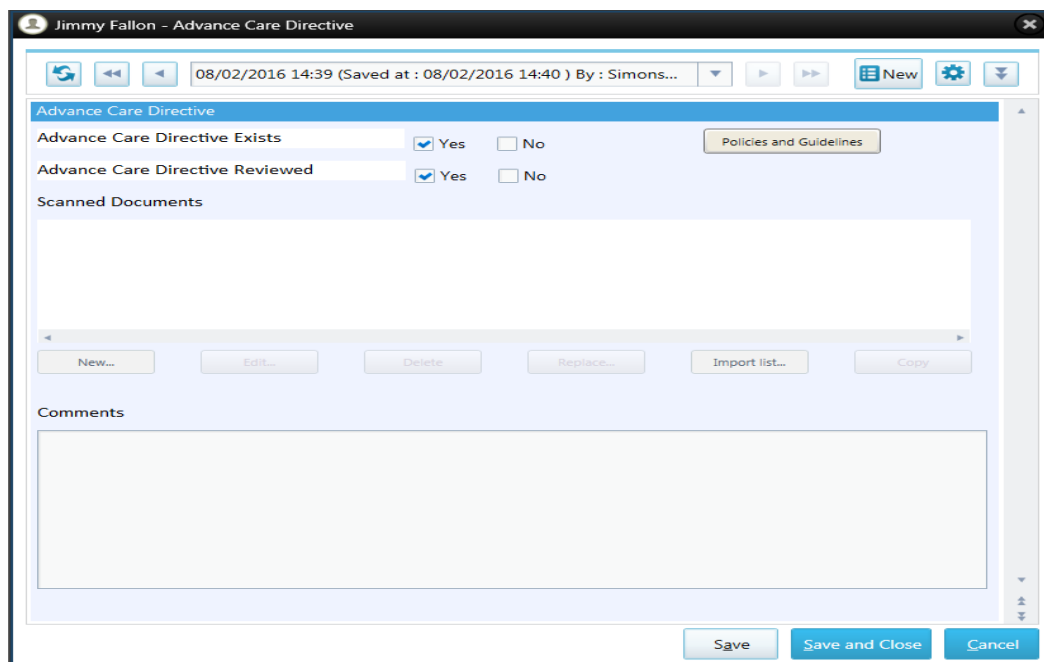 Jimmy Fallon - Advance Care Directive
08/02/2016 14:39 (Saved at : 08/02/2016 14:40 ) By : Simons...
New
Advance Care Directive
Advance Care Directive Exists Yes No Policies and Guidelines
Advance Care Directive Reviewed Yes No
Scanned Documents
New... Edit... Delete Replace... Import list... Copy
Comments
Save Save and Close Cancel